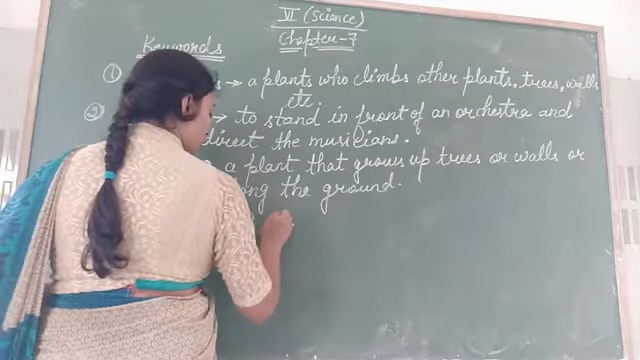 VI (Science)
Chapter-7
Keywords
① s → a plants who climbs other plants, trees, walls
etc.
② → to stand in front of an orchestra and
direct the musicians.
a plant that grows up trees or walls or
ong the ground.